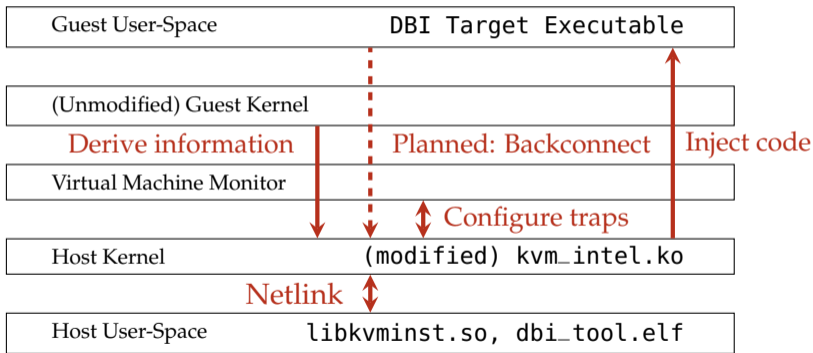 Guest User-Space DBI Target Executable
(Unmodified) Guest Kernel
Derive information Planned: Backconnect Inject code
Virtual Machine Monitor
Configure traps
Host Kernel (modified) kvm_intel.ko
Netlink
Host User-Space libkvminst.so, dbi_tool.elf